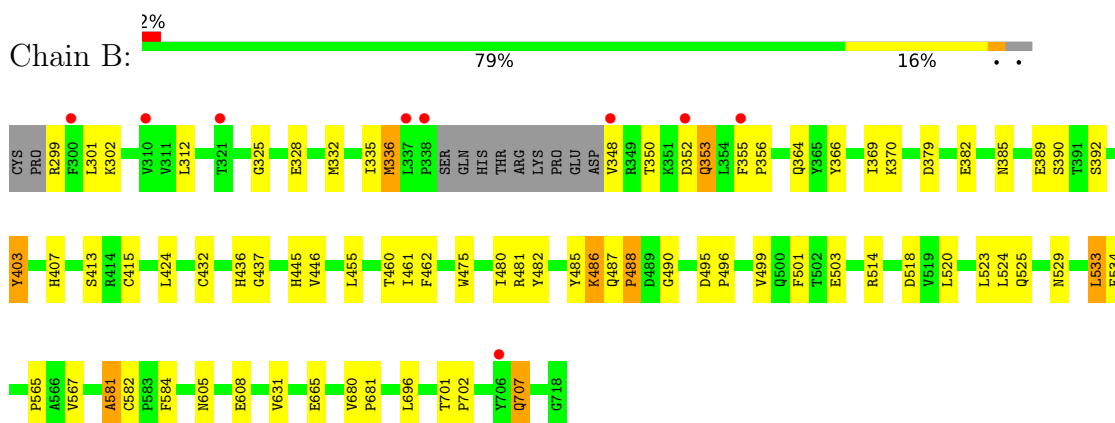 2%
Chain B:
79% 16% • •
CYS PRO R299 F300 L301 K302 V310 V311 L312 T321 G325 E328 M332 I335 M336 L337 P338 SER GLN HIS THR ARG LYS PRO GLU ASP V348 R349 T350 K351 D352 Q353 L354 F355 P356 Q364 Y365 Y366 I369 K370 D379 E382 N385 E389 S390 T391 S392
Y403 H407 S413 R414 C415 L424 C432 H436 G437 H445 V446 L455 T460 I461 F462 W475 I480 R481 Y482 Y485 K486 Q487 P488 D489 G490 D495 P496 V499 Q500 F501 T502 E503 R514 D518 V519 L520 L523 L524 Q525 N529 L533
P565 A566 V567 A581 C582 P583 F584 N605 E608 V631 E665 V680 P681 L696 T701 P702 Y706 Q707 G718